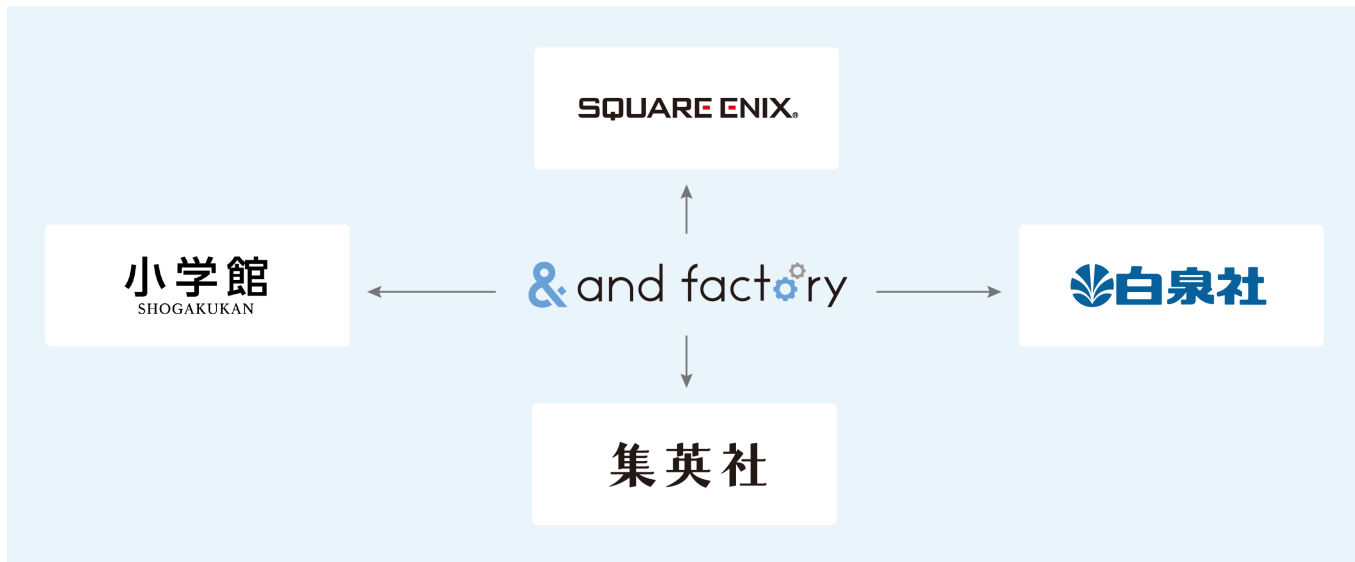 SQUARE ENIX®
小学館
SHOGAKUKAN
& and factory
白泉社
集英社